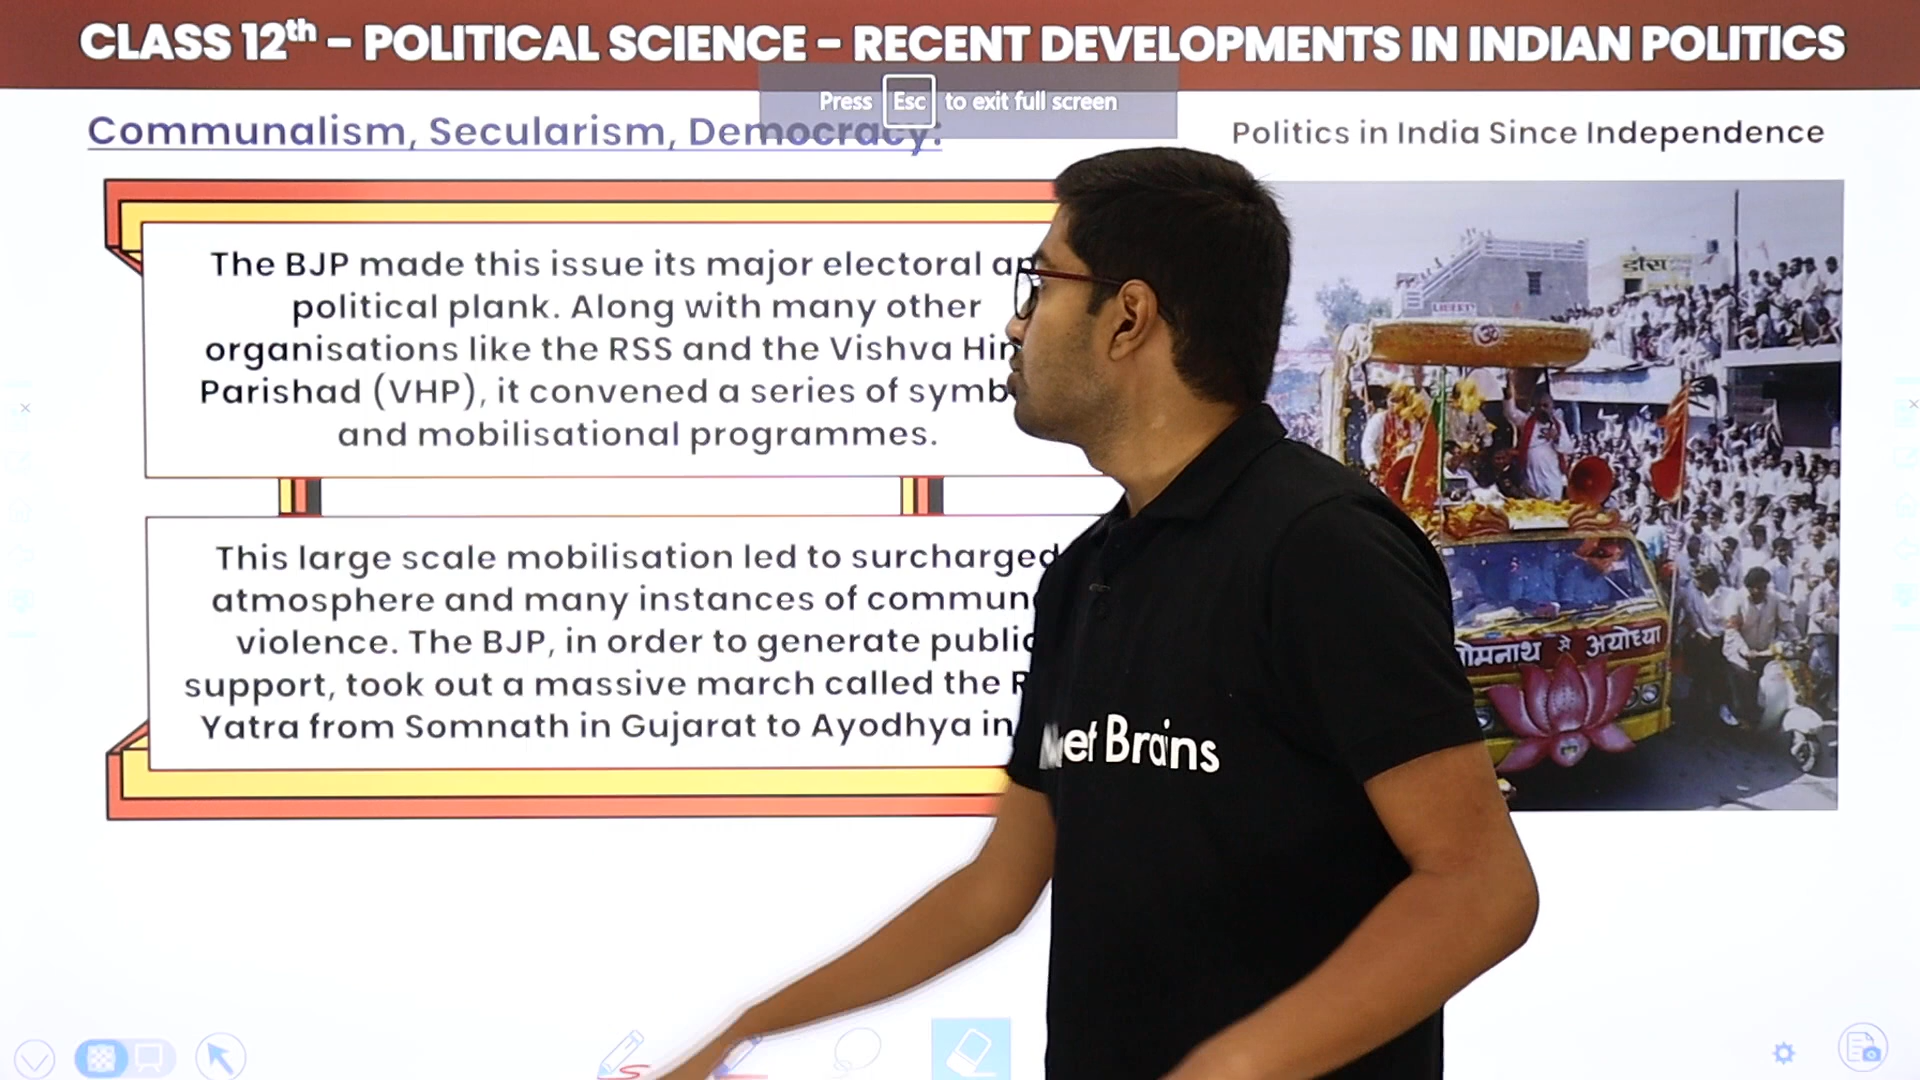 CLASS 12th - POLITICAL SCIENCE - RECENT DEVELOPMENTS IN INDIAN POLITICS
Press Esc to exit full screen
Communalism, Secularism, Democracy:
Politics in India Since Independence
The BJP made this issue its major electoral
political plank. Along with many other
organisations like the RSS and the Vishva
Parishad (VHP), it convened a series of
and mobilisational programmes.
This large scale mobilisation led to surcharged
atmosphere and many instances of
violence. The BJP, in order to generate public
support, took out a massive march called the
Yatra from Somnath in Gujarat to Ayodhya in
से अयोध्या
et Brains